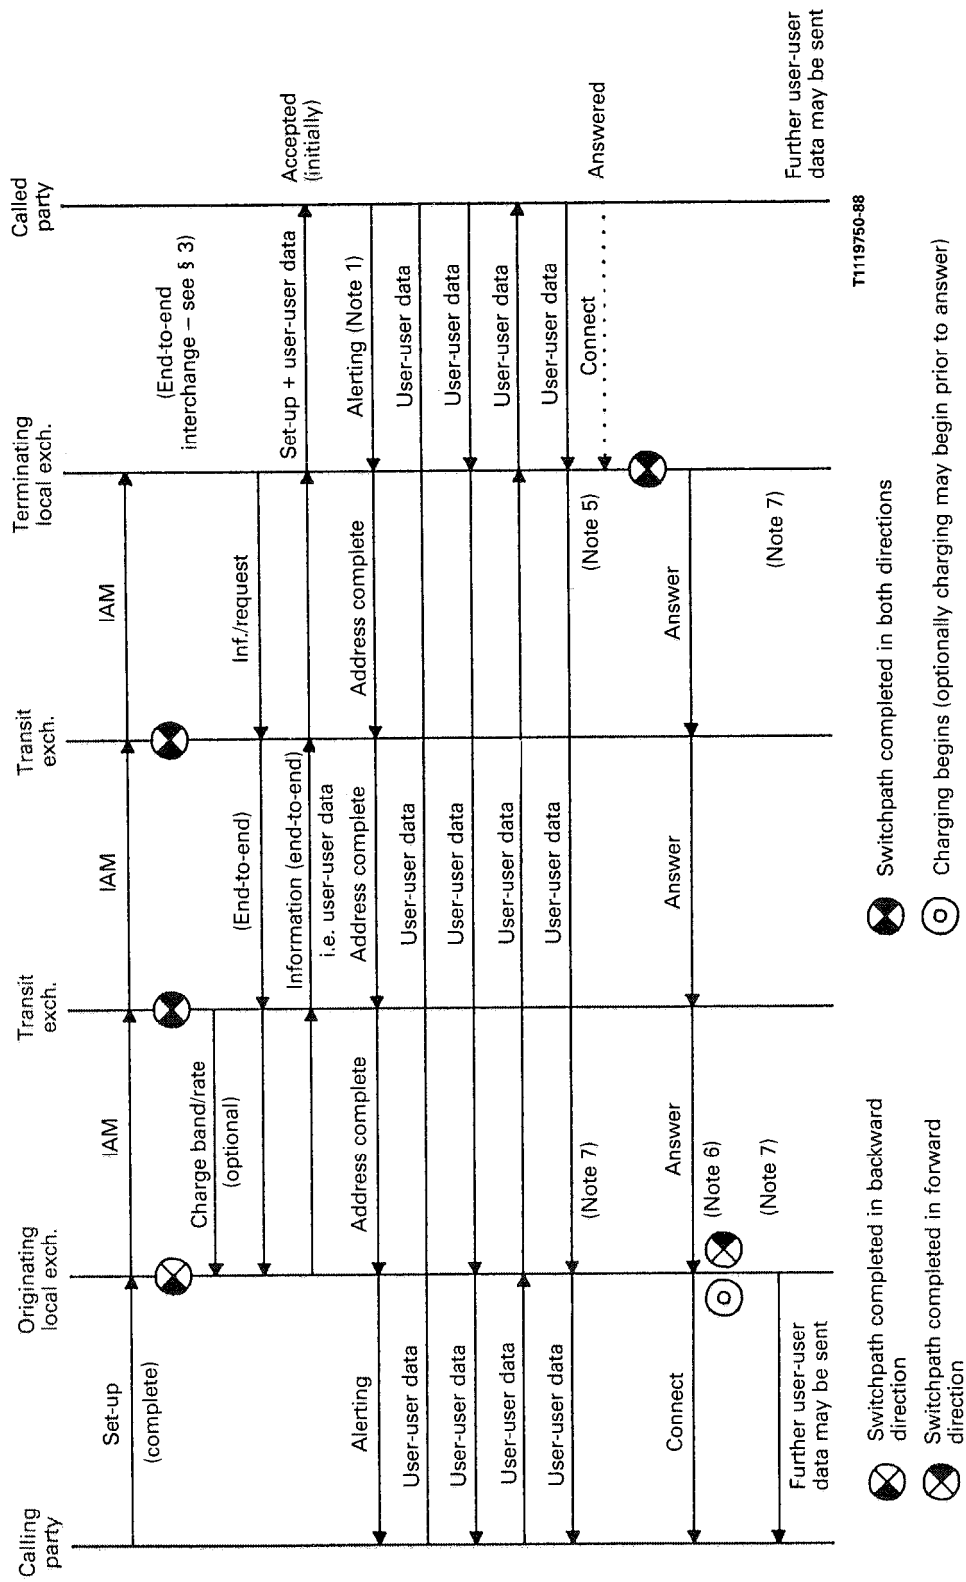 Calling
party
Originating
local exch.
Transit
exch.
Transit
exch.
Terminating
local exch.
Called
party
Set-up
(complete)
IAM
IAM
IAM
(End-to-end
interchange – see § 3)
Charge band/rate
(optional)
(End-to-end)
Inf./request
Information (end-to-end)
i.e. user-user data
Set-up + user-user data
Accepted
(initially)
Alerting
Address complete
Address complete
Address complete
Alerting (Note 1)
User-user data
User-user data
User-user data
User-user data
User-user data
User-user data
User-user data
User-user data
User-user data
User-user data
User-user data
User-user data
(Note 7)
(Note 5)
Connect
Answered
Connect
Answer
Answer
Answer
(Note 6)
(Note 7)
(Note 7)
Further user-user
data may be sent
Further user-user
data may be sent
T1119750-88
Switchpath completed in backward
direction
Switchpath completed in forward
direction
Switchpath completed in both directions
Charging begins (optionally charging may begin prior to answer)